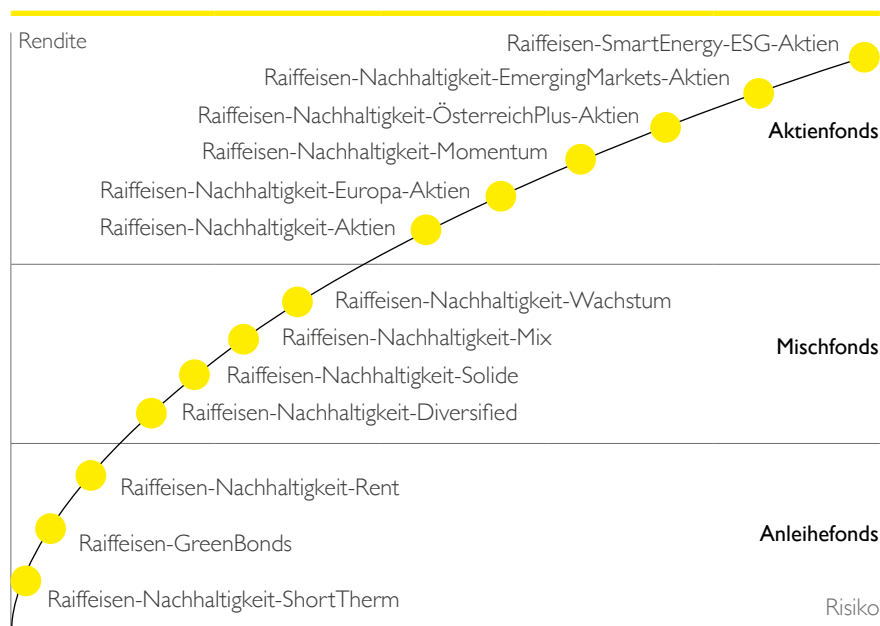 Rendite
Raiffeisen-SmartEnergy-ESG-Aktien
Raiffeisen-Nachhaltigkeit-EmergingMarkets-Aktien
Raiffeisen-Nachhaltigkeit-ÖsterreichPlus-Aktien
Aktienfonds
Raiffeisen-Nachhaltigkeit-Momentum
Raiffeisen-Nachhaltigkeit-Europa-Aktien
Raiffeisen-Nachhaltigkeit-Aktien
Raiffeisen-Nachhaltigkeit-Wachstum
Raiffeisen-Nachhaltigkeit-Mix
Mischfonds
Raiffeisen-Nachhaltigkeit-Solide
Raiffeisen-Nachhaltigkeit-Diversified
Raiffeisen-Nachhaltigkeit-Rent
Anleihefonds
Raiffeisen-GreenBonds
Raiffeisen-Nachhaltigkeit-ShortTherm
Risiko